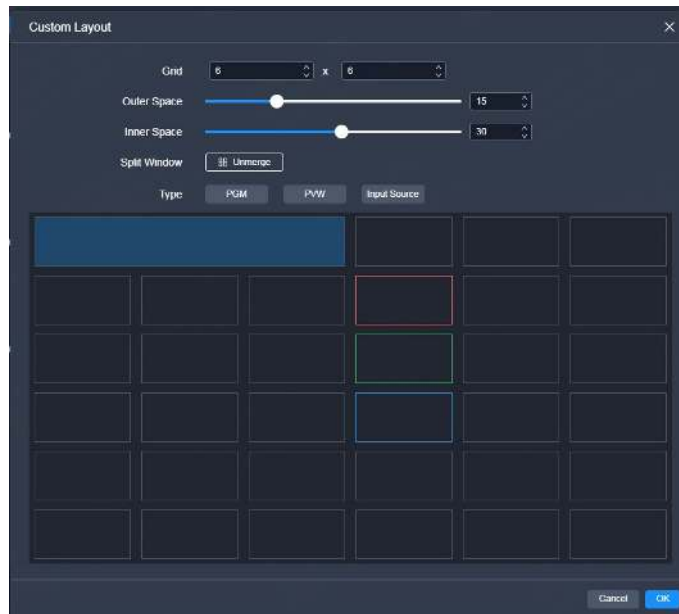 Custom Layout
Grid 6 x 6
Outer Space 15
Inner Space 30
Split Window Unmerge
Type PGM PVW Input Source
Cancel OK